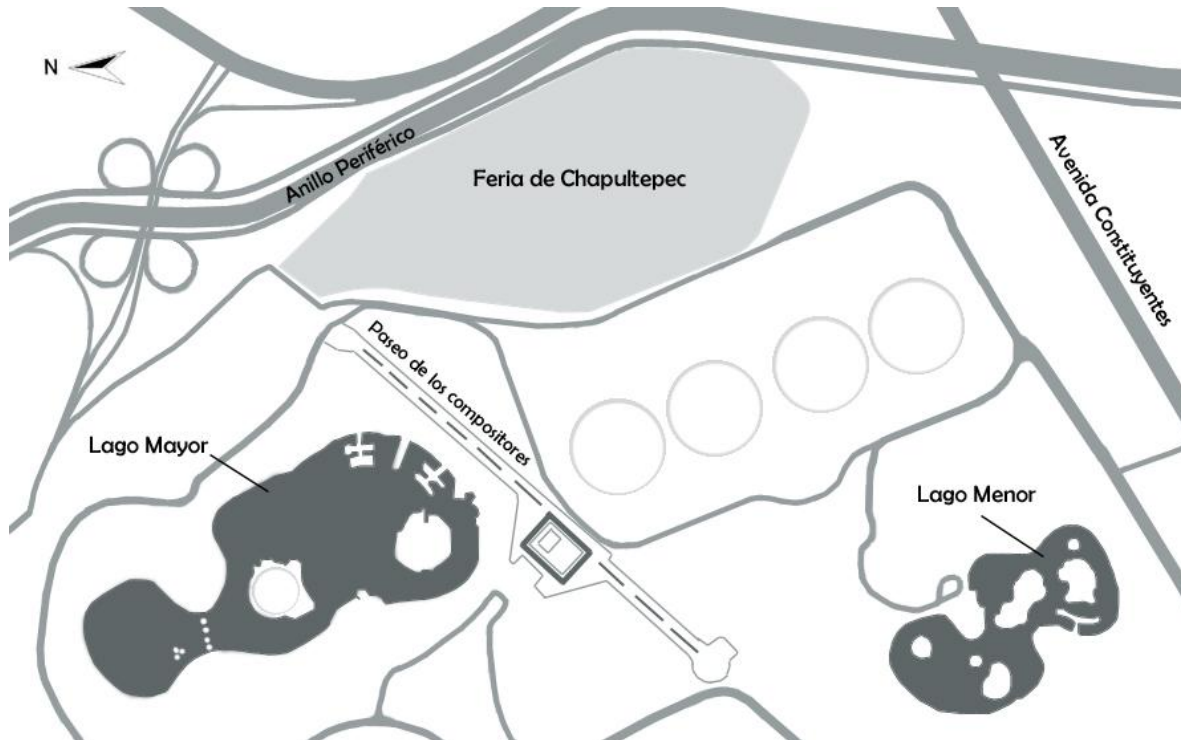 N
Anillo Periférico
Feria de Chapultepec
Avenida Constituyentes
Paseo de los compositores
Lago Mayor
Lago Menor